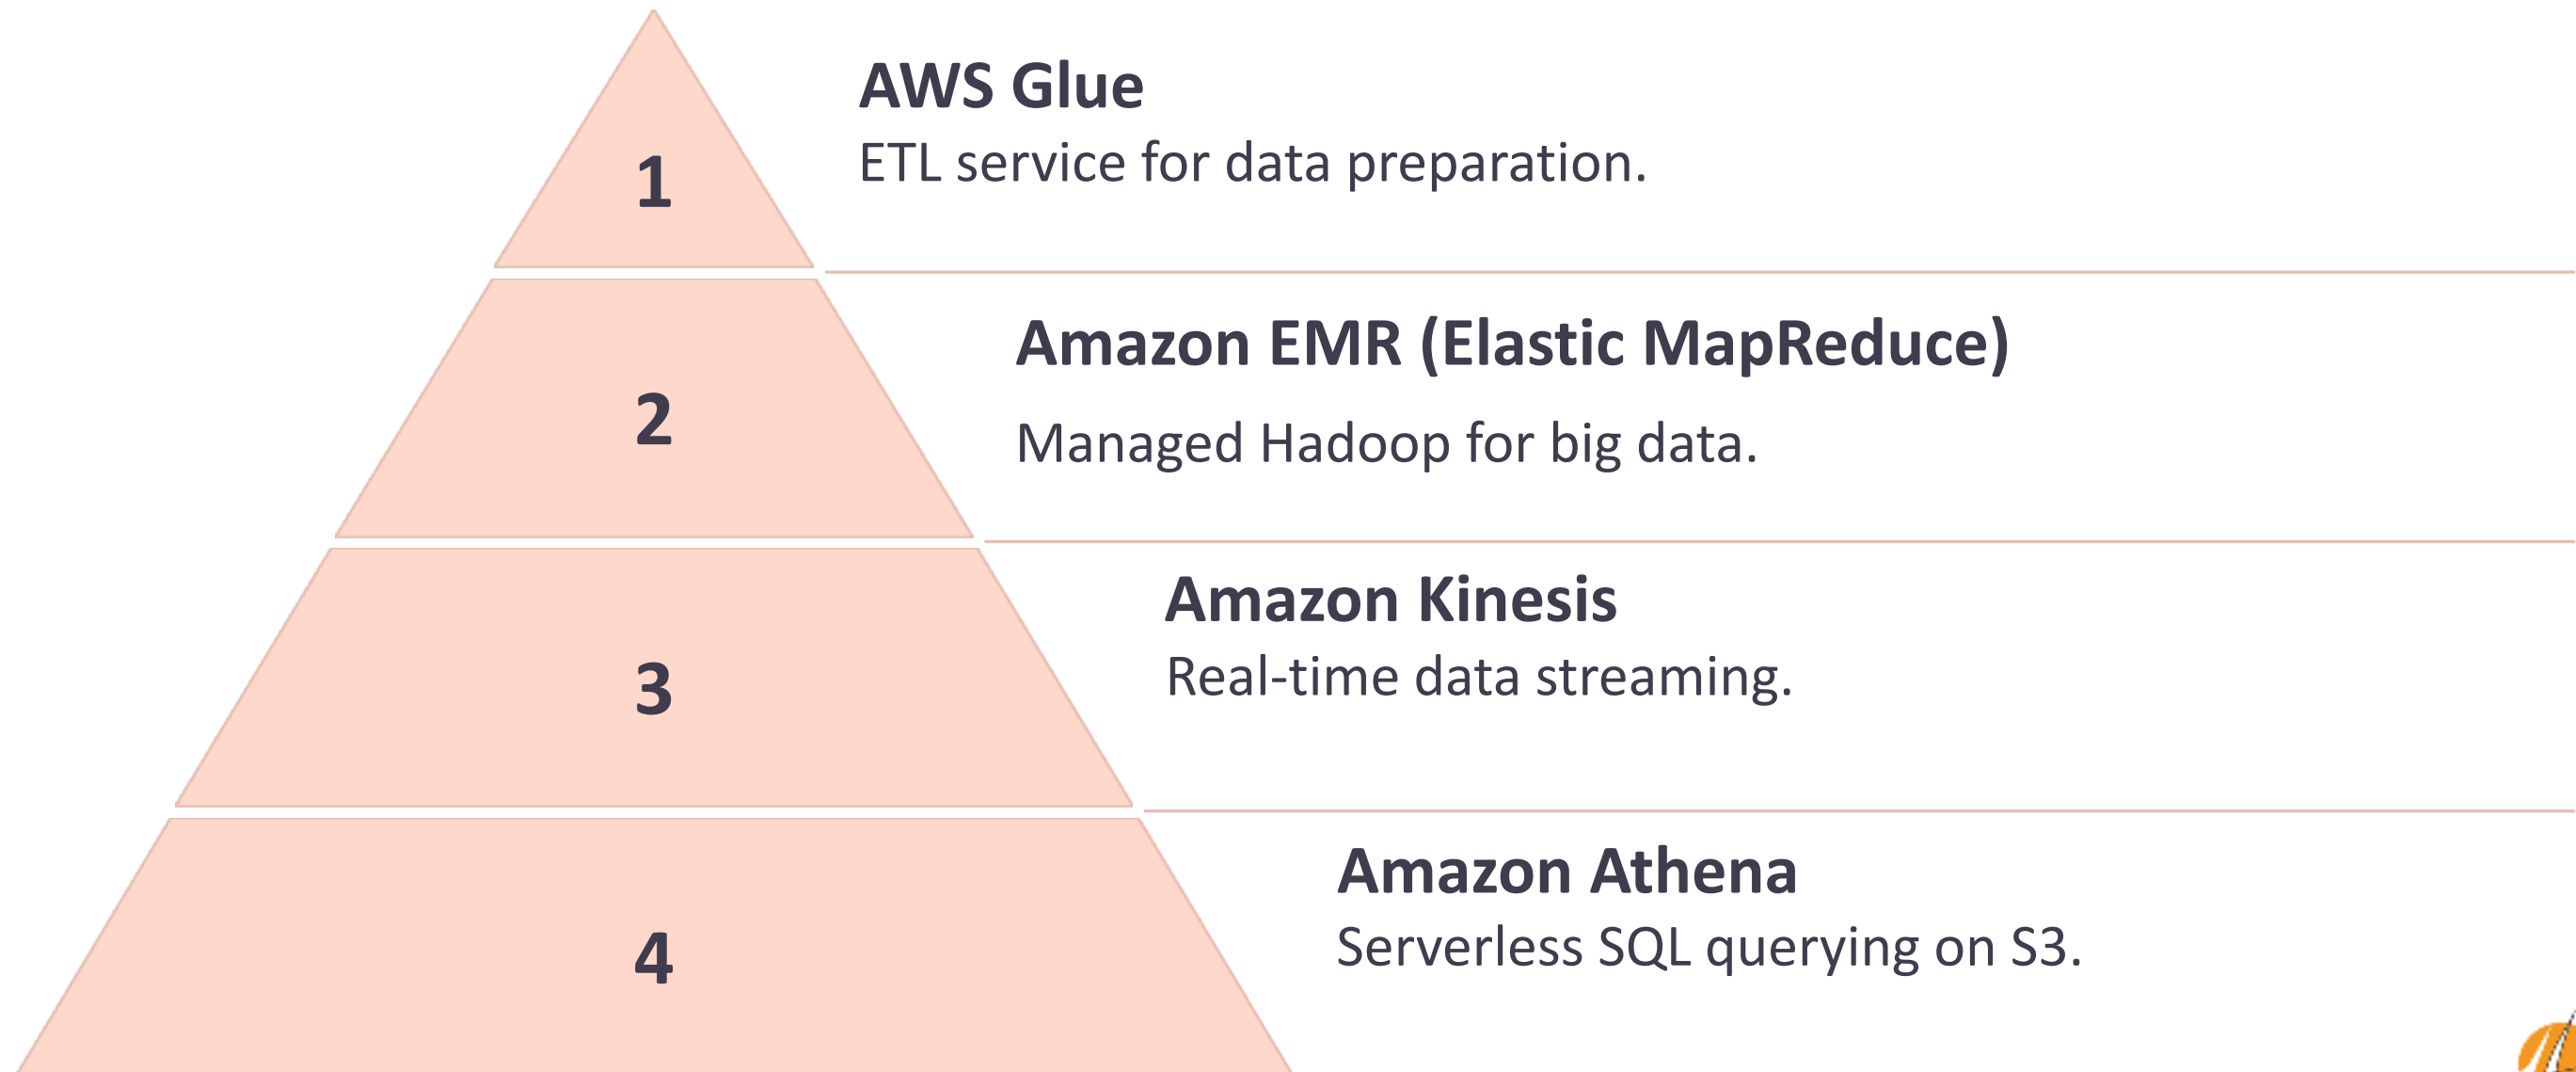 1
AWS Glue
ETL service for data preparation.
2
Amazon EMR (Elastic MapReduce)
Managed Hadoop for big data.
3
Amazon Kinesis
Real-time data streaming.
4
Amazon Athena
Serverless SQL querying on S3.